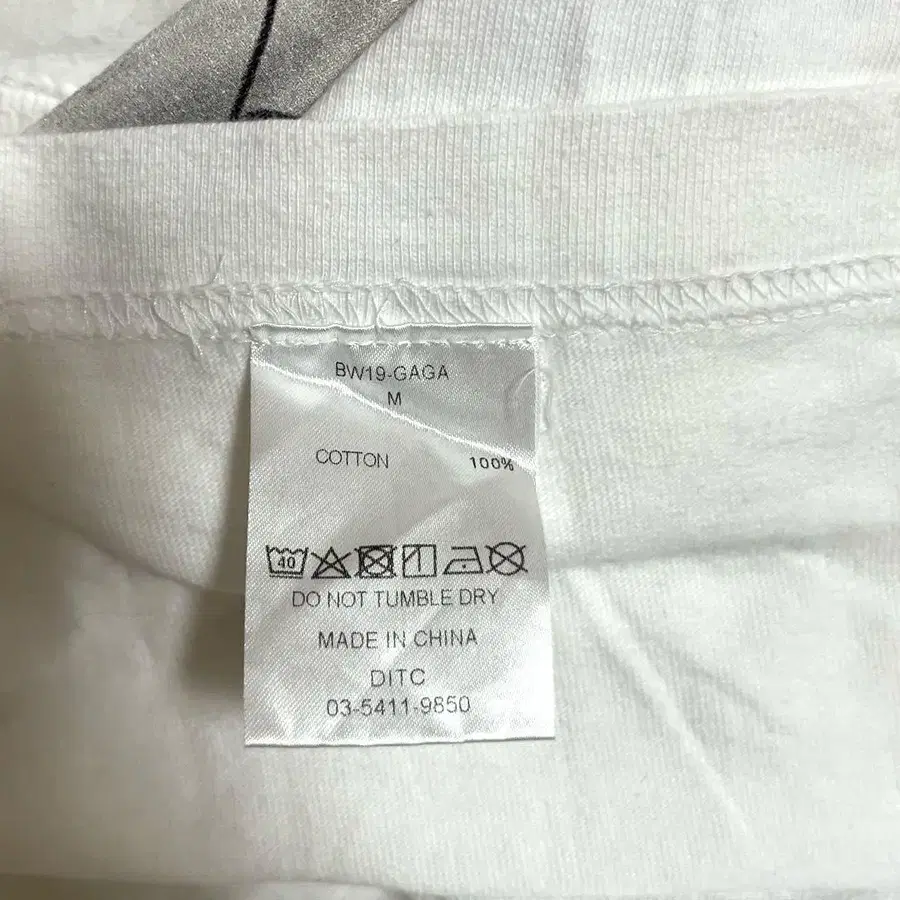 BW19-GAGA
M
COTTON 100%
40
DO NOT TUMBLE DRY
MADE IN CHINA
DITC
03-5411-9850